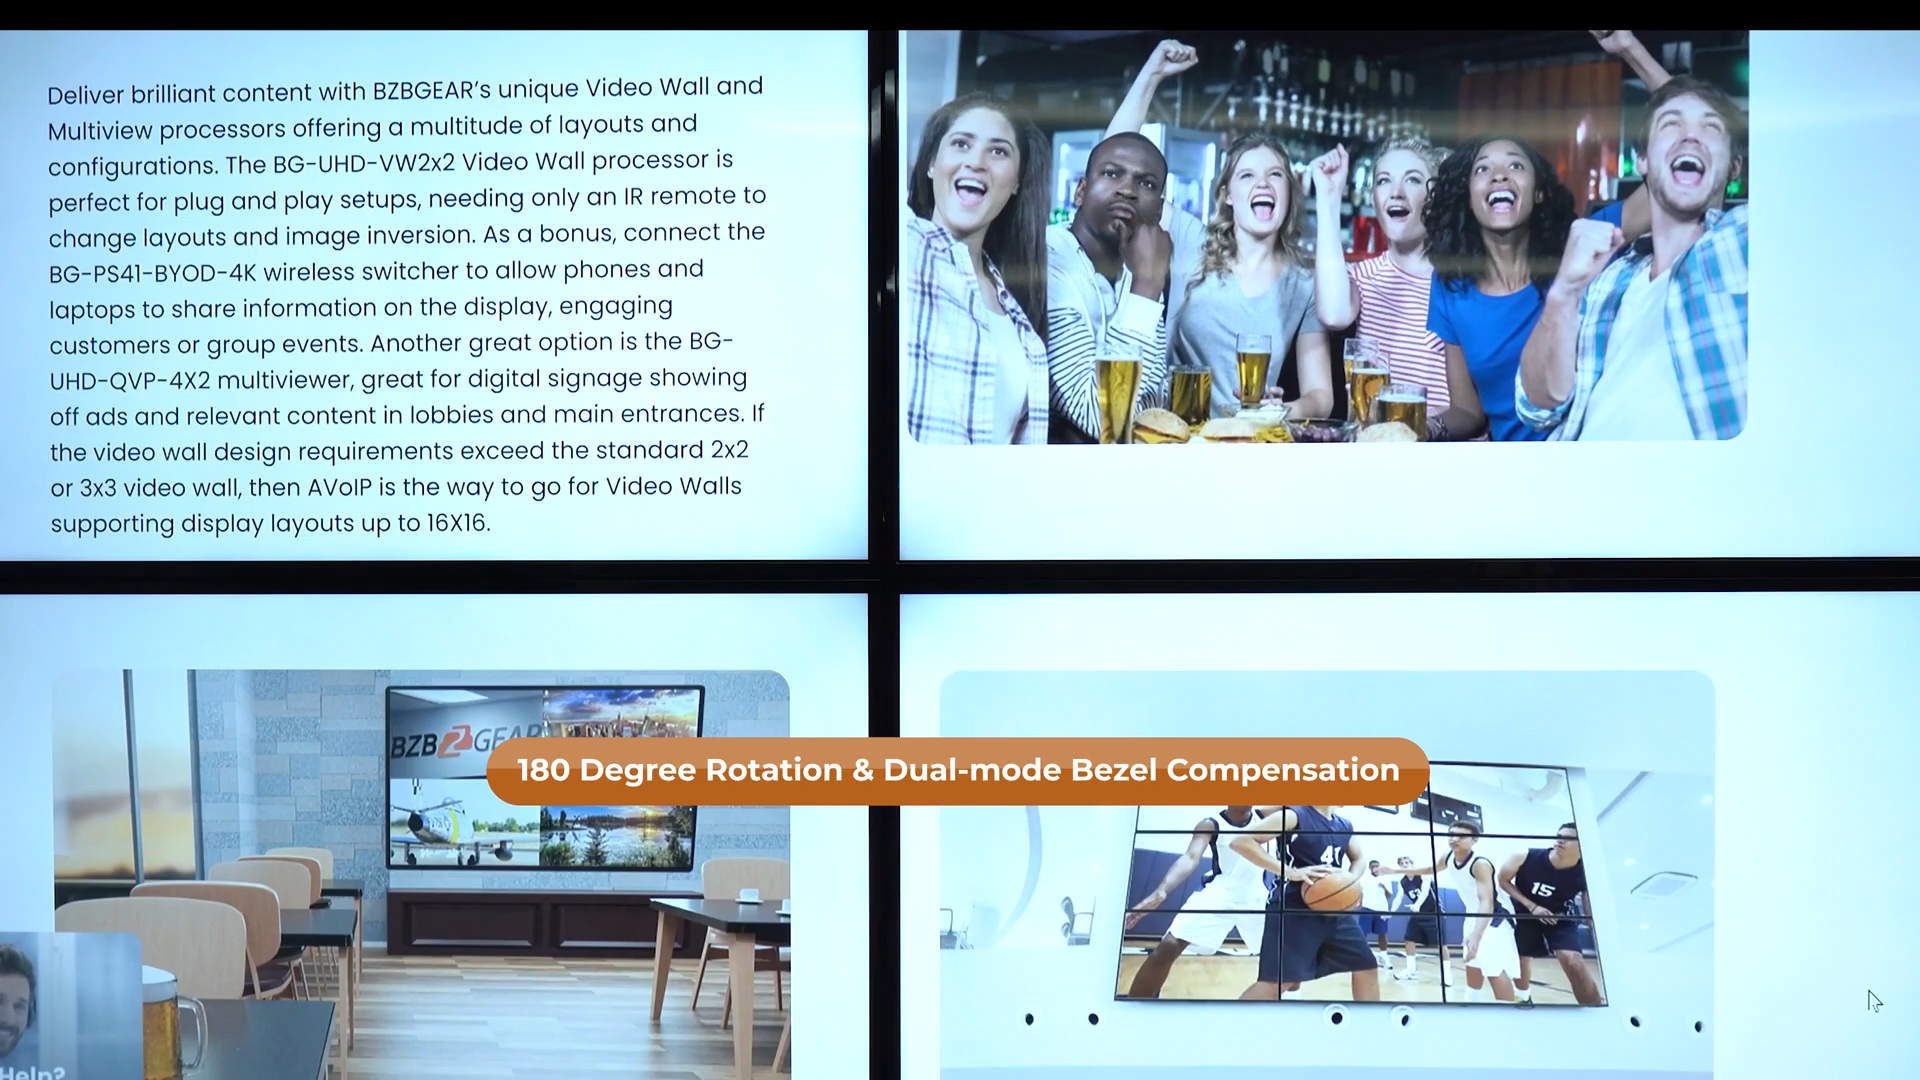 Deliver brilliant content with BZBGEAR's unique Video Wall and
Multiview processors offering a multitude of layouts and
configurations. The BG-UHD-VW2x2 Video Wall processor is
perfect for plug and play setups, needing only an IR remote to
change layouts and image inversion. As a bonus, connect the
BG-PS41-BYOD-4K wireless switcher to allow phones and
laptops to share information on the display, engaging
customers or group events. Another great option is the BG-
UHD-QVP-4X2 multiviewer, great for digital signage showing
off ads and relevant content in lobbies and main entrances. If
the video wall design requirements exceed the standard 2x2
or 3x3 video wall, then AVoIP is the way to go for Video Walls
supporting display layouts up to 16X16.
BZB GEAR
180 Degree Rotation & Dual-mode Bezel Compensation
41
15
Help?